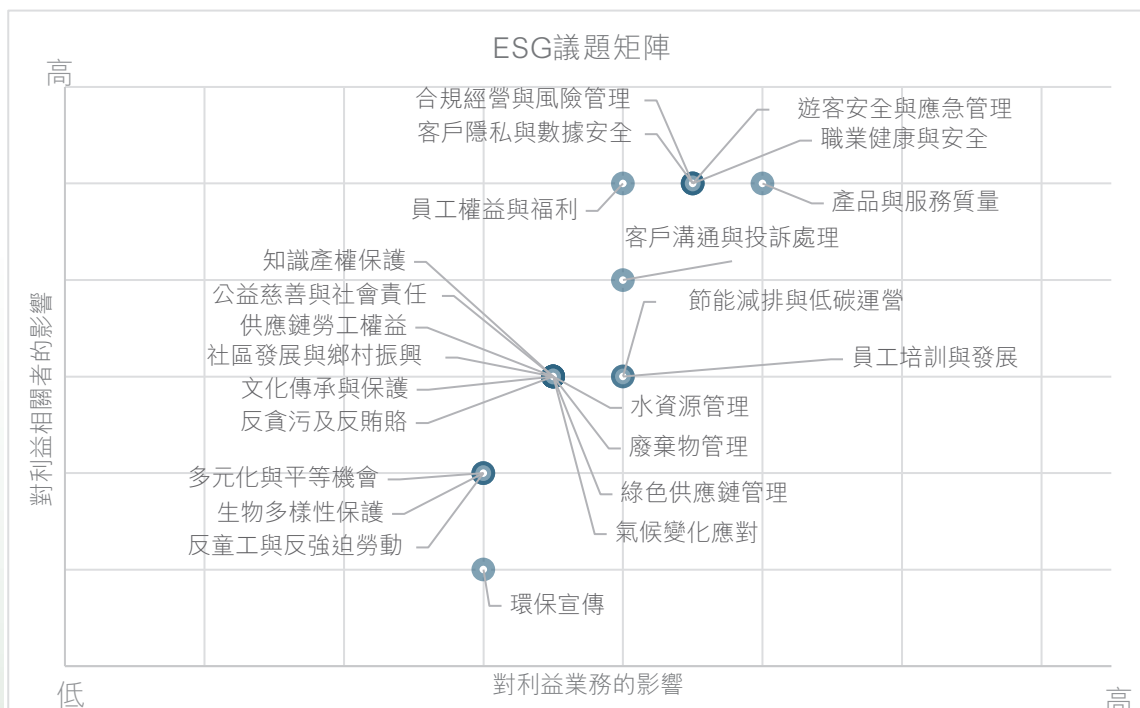 ESG議題矩陣
高
合規經營與風險管理
遊客安全與應急管理
客戶隱私與數據安全
職業健康與安全
員工權益與福利
產品與服務質量
客戶溝通與投訴處理
知識產權保護
公益慈善與社會責任
節能減排與低碳運營
供應鏈勞工權益
社區發展與鄉村振興
員工培訓與發展
文化傳承與保護
水資源管理
反貪污及反賄賂
廢棄物管理
多元化與平等機會
綠色供應鏈管理
生物多樣性保護
氣候變化應對
反童工與反強迫勞動
環保宣傳
對利益相關者的影響
低
對利益業務的影響
高